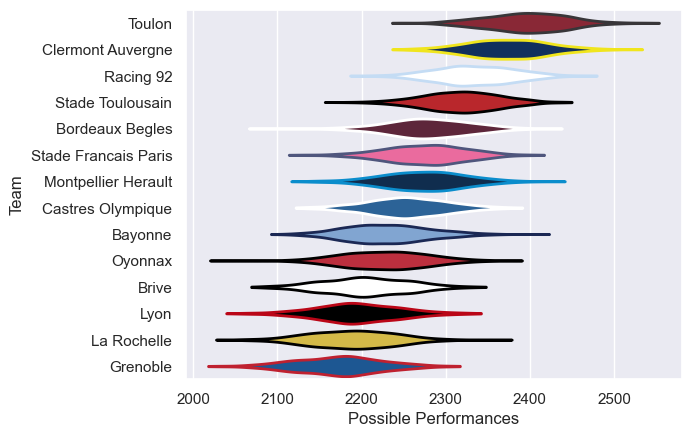 Toulon
Clermont Auvergne
Racing 92
Stade Toulousain
Bordeaux Begles
Stade Francais Paris
Montpellier Herault
Castres Olympique
Bayonne
Oyonnax
Brive
Lyon
La Rochelle
Grenoble
Team
2000 2100 2200 2300 2400 2500
Possible Performances